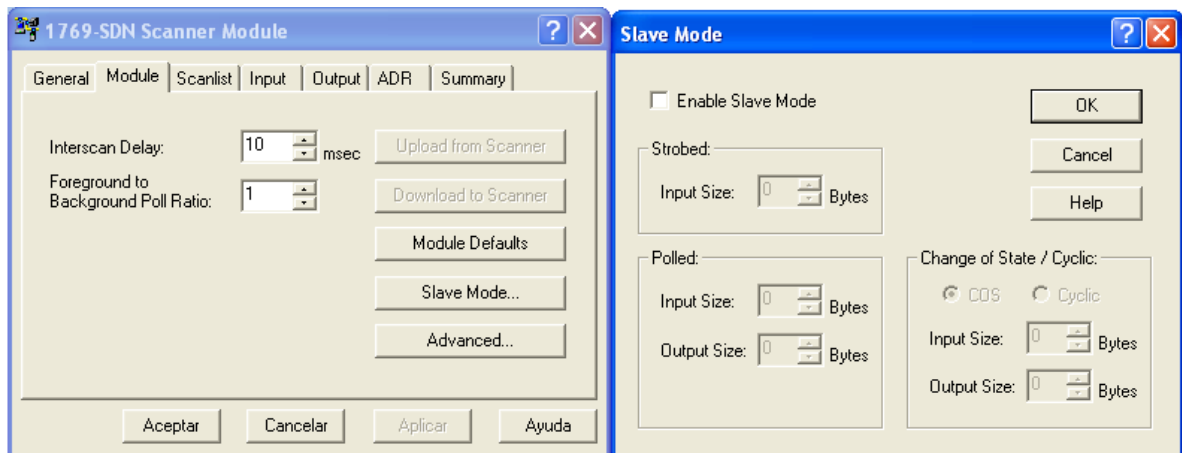 1769-SDN Scanner Module
General Module Scanlist Input Output ADR Summary
Interscan Delay: 10 msec Upload from Scanner
Foreground to
Background Poll Ratio: 1 Download to Scanner
Module Defaults
Slave Mode...
Advanced...
Aceptar Cancelar Aplicar Ayuda
Slave Mode
Enable Slave Mode OK
Strobed: Cancel
Input Size: 0 Bytes Help
Polled:
Input Size: 0 Bytes
Output Size: 0 Bytes
Change of State / Cyclic:
COS Cyclic
Input Size: 0 Bytes
Output Size: 0 Bytes